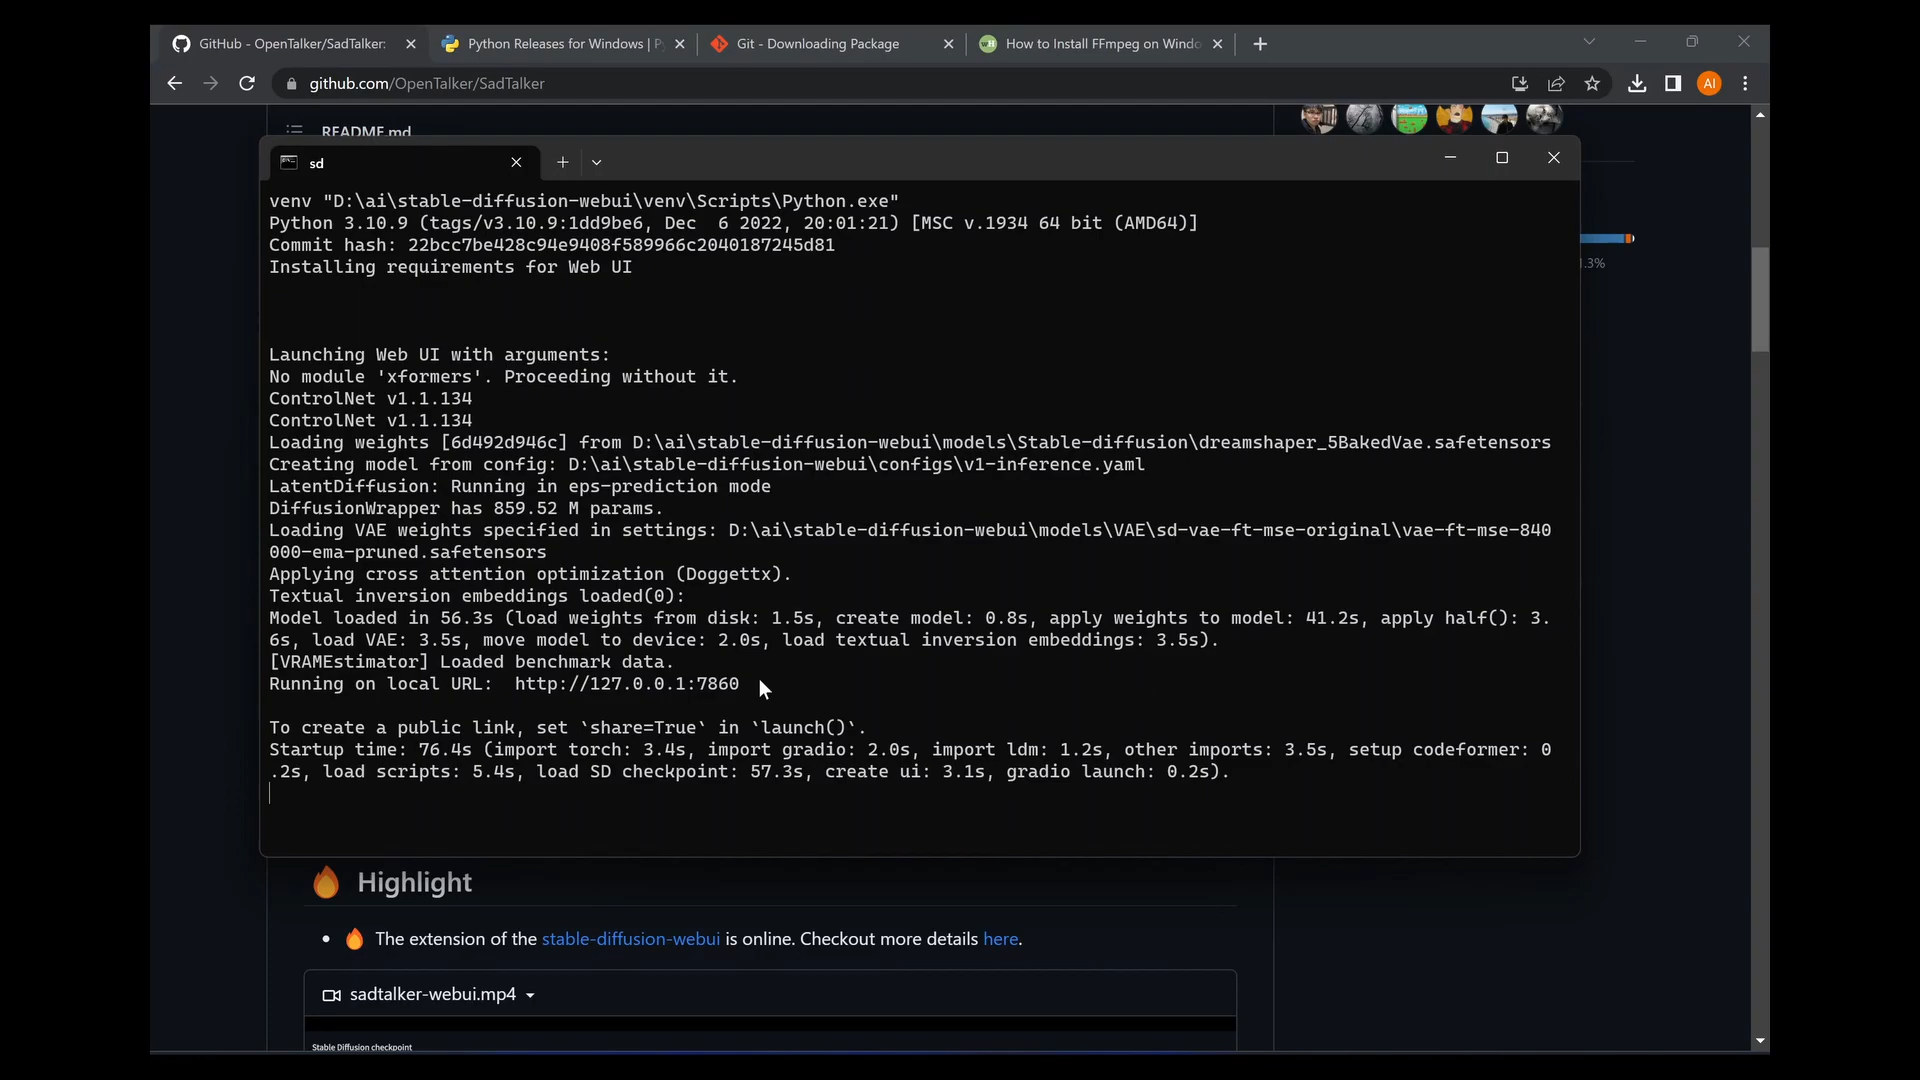 GitHub - OpenTalker/SadTalker:
Python Releases for Windows | P
Git - Downloading Package
How to Install FFmpeg on Windo
github.com/OpenTalker/SadTalker
AI
README.md
sd
venv "D:\ai\stable-diffusion-webui\venv\Scripts\Python.exe"
Python 3.10.9 (tags/v3.10.9:1dd9be6, Dec  6 2022, 20:01:21) [MSC v.1934 64 bit (AMD64)]
Commit hash: 22bcc7be428c94e9408f589966c2040187245d81
Installing requirements for Web UI
.3%
Launching Web UI with arguments:
No module 'xformers'. Proceeding without it.
ControlNet v1.1.134
ControlNet v1.1.134
Loading weights [6d492d946c] from D:\ai\stable-diffusion-webui\models\Stable-diffusion\dreamshaper_5BakedVae.safetensors
Creating model from config: D:\ai\stable-diffusion-webui\configs\v1-inference.yaml
LatentDiffusion: Running in eps-prediction mode
DiffusionWrapper has 859.52 M params.
Loading VAE weights specified in settings: D:\ai\stable-diffusion-webui\models\VAE\sd-vae-ft-mse-original\vae-ft-mse-840
000-ema-pruned.safetensors
Applying cross attention optimization (Doggettx).
Textual inversion embeddings loaded(0):
Model loaded in 56.3s (load weights from disk: 1.5s, create model: 0.8s, apply weights to model: 41.2s, apply half(): 3.
6s, load VAE: 3.5s, move model to device: 2.0s, load textual inversion embeddings: 3.5s).
[VRAMEstimator] Loaded benchmark data.
Running on local URL:  http://127.0.0.1:7860
To create a public link, set `share=True` in `launch()`.
Startup time: 76.4s (import torch: 3.4s, import gradio: 2.0s, import ldm: 1.2s, other imports: 3.5s, setup codeformer: 0
.2s, load scripts: 5.4s, load SD checkpoint: 57.3s, create ui: 3.1s, gradio launch: 0.2s).
Highlight
The extension of the stable-diffusion-webui is online. Checkout more details here.
sadtalker-webui.mp4
Stable Diffusion checkpoint